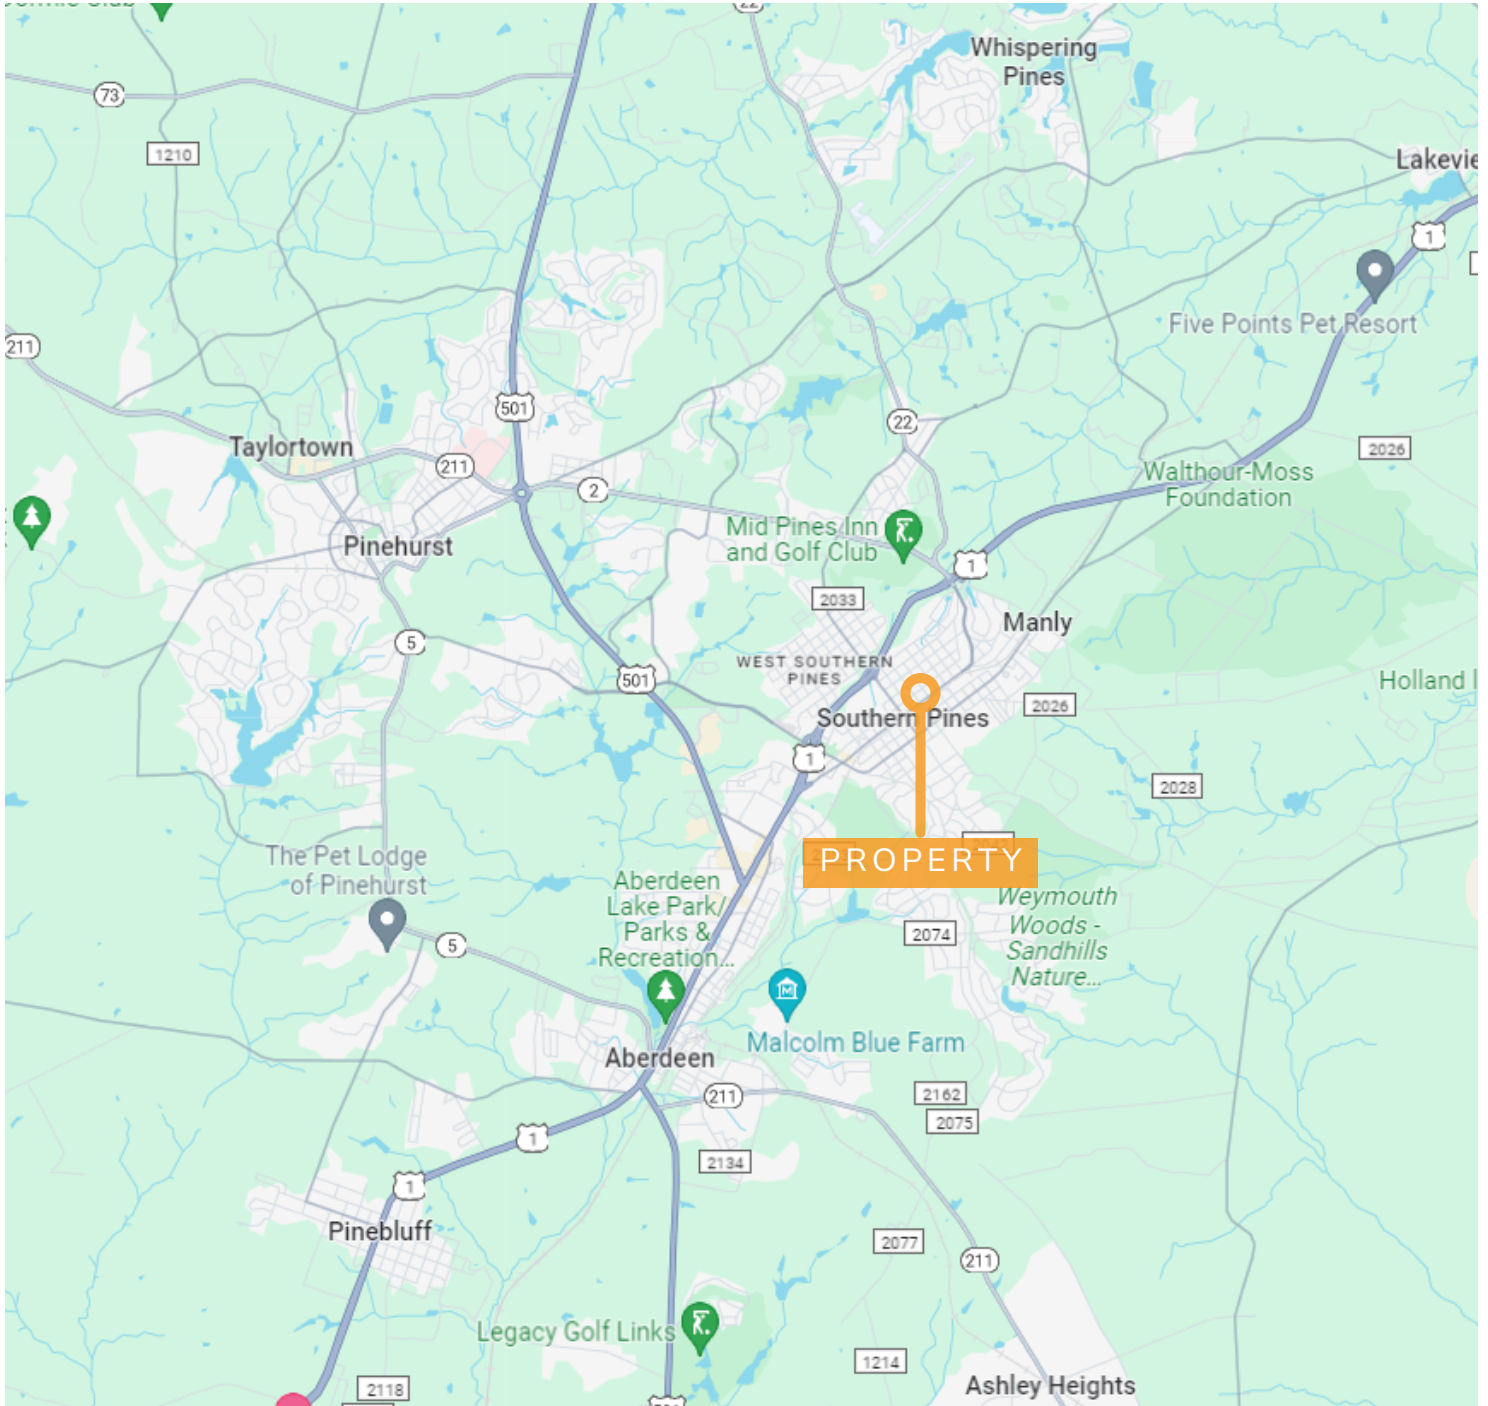 22
Whispering
Pines
73
1210
Lakevie
1
211
Five Points Pet Resort
501
22
2026
Taylortown
211
2
Walthour-Moss
Foundation
Mid Pines Inn
and Golf Club
Pinehurst
1
2033
Manly
5
WEST SOUTHERN
PINES
501
Holland
2026
Southern Pines
1
2028
The Pet Lodge
of Pinehurst
PROPERTY
Aberdeen
Lake Park/
Parks &
Recreation...
Weymouth
Woods -
Sandhills
Nature...
2074
5
Malcolm Blue Farm
Aberdeen
211
2162
2075
1
2134
1
Pinebluff
2077
211
Legacy Golf Links
1214
2118
Ashley Heights